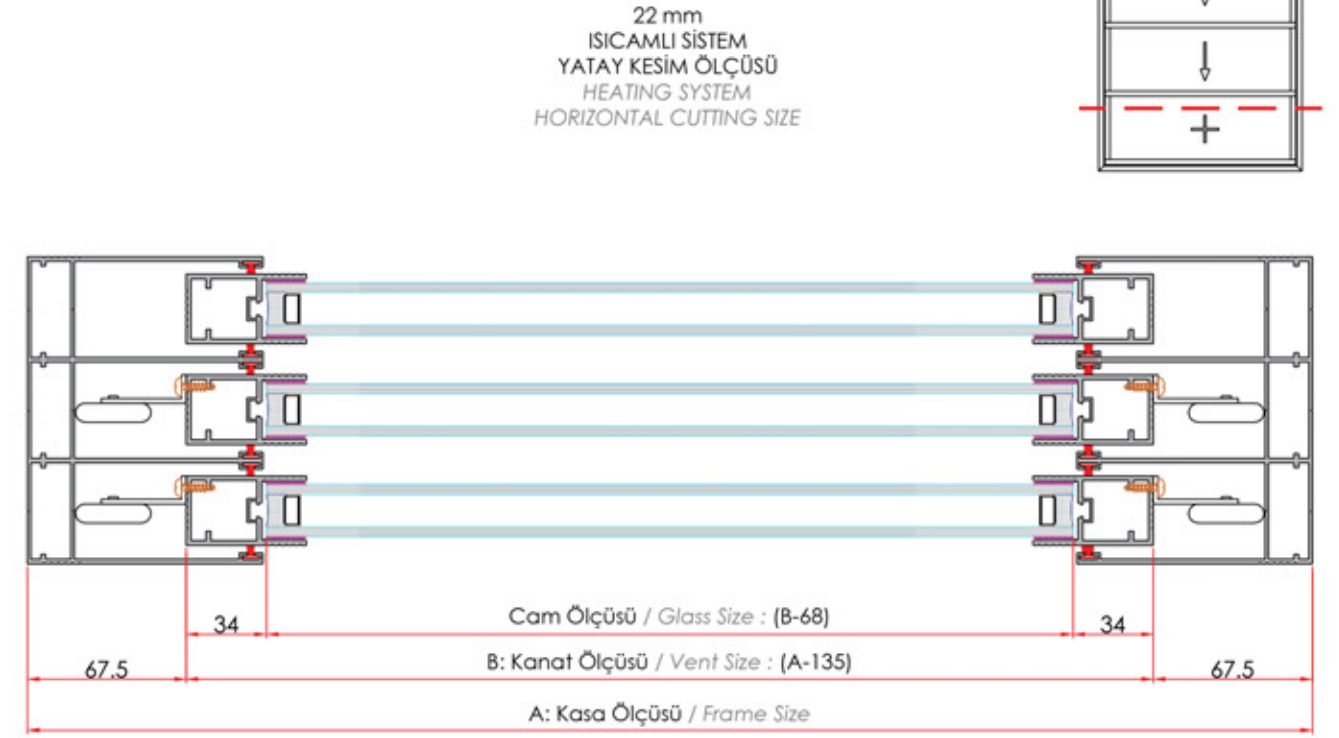 22 mm
ISICAMLI SİSTEM
YATAY KESİM ÖLÇÜSÜ
HEATING SYSTEM
HORIZONTAL CUTTING SIZE
Cam Ölçüsü / Glass Size : (B-68)
34
34
B: Kanat Ölçüsü / Vent Size : (A-135)
67.5
67.5
A: Kasa Ölçüsü / Frame Size